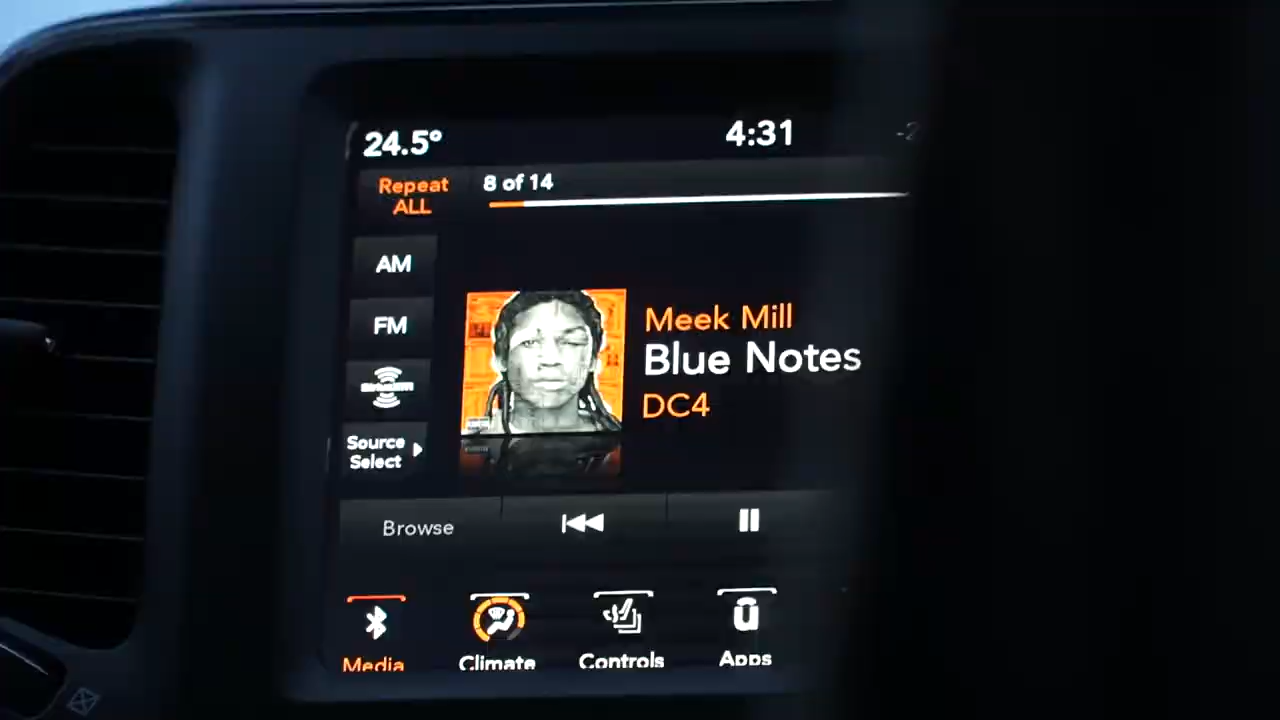 24.5°
4:31
Repeat
ALL
8 of 14
AM
FM
SiriusXM
Source
Select
Meek Mill
Blue Notes
DC4
Browse
Media
Climate
Controls
Apps